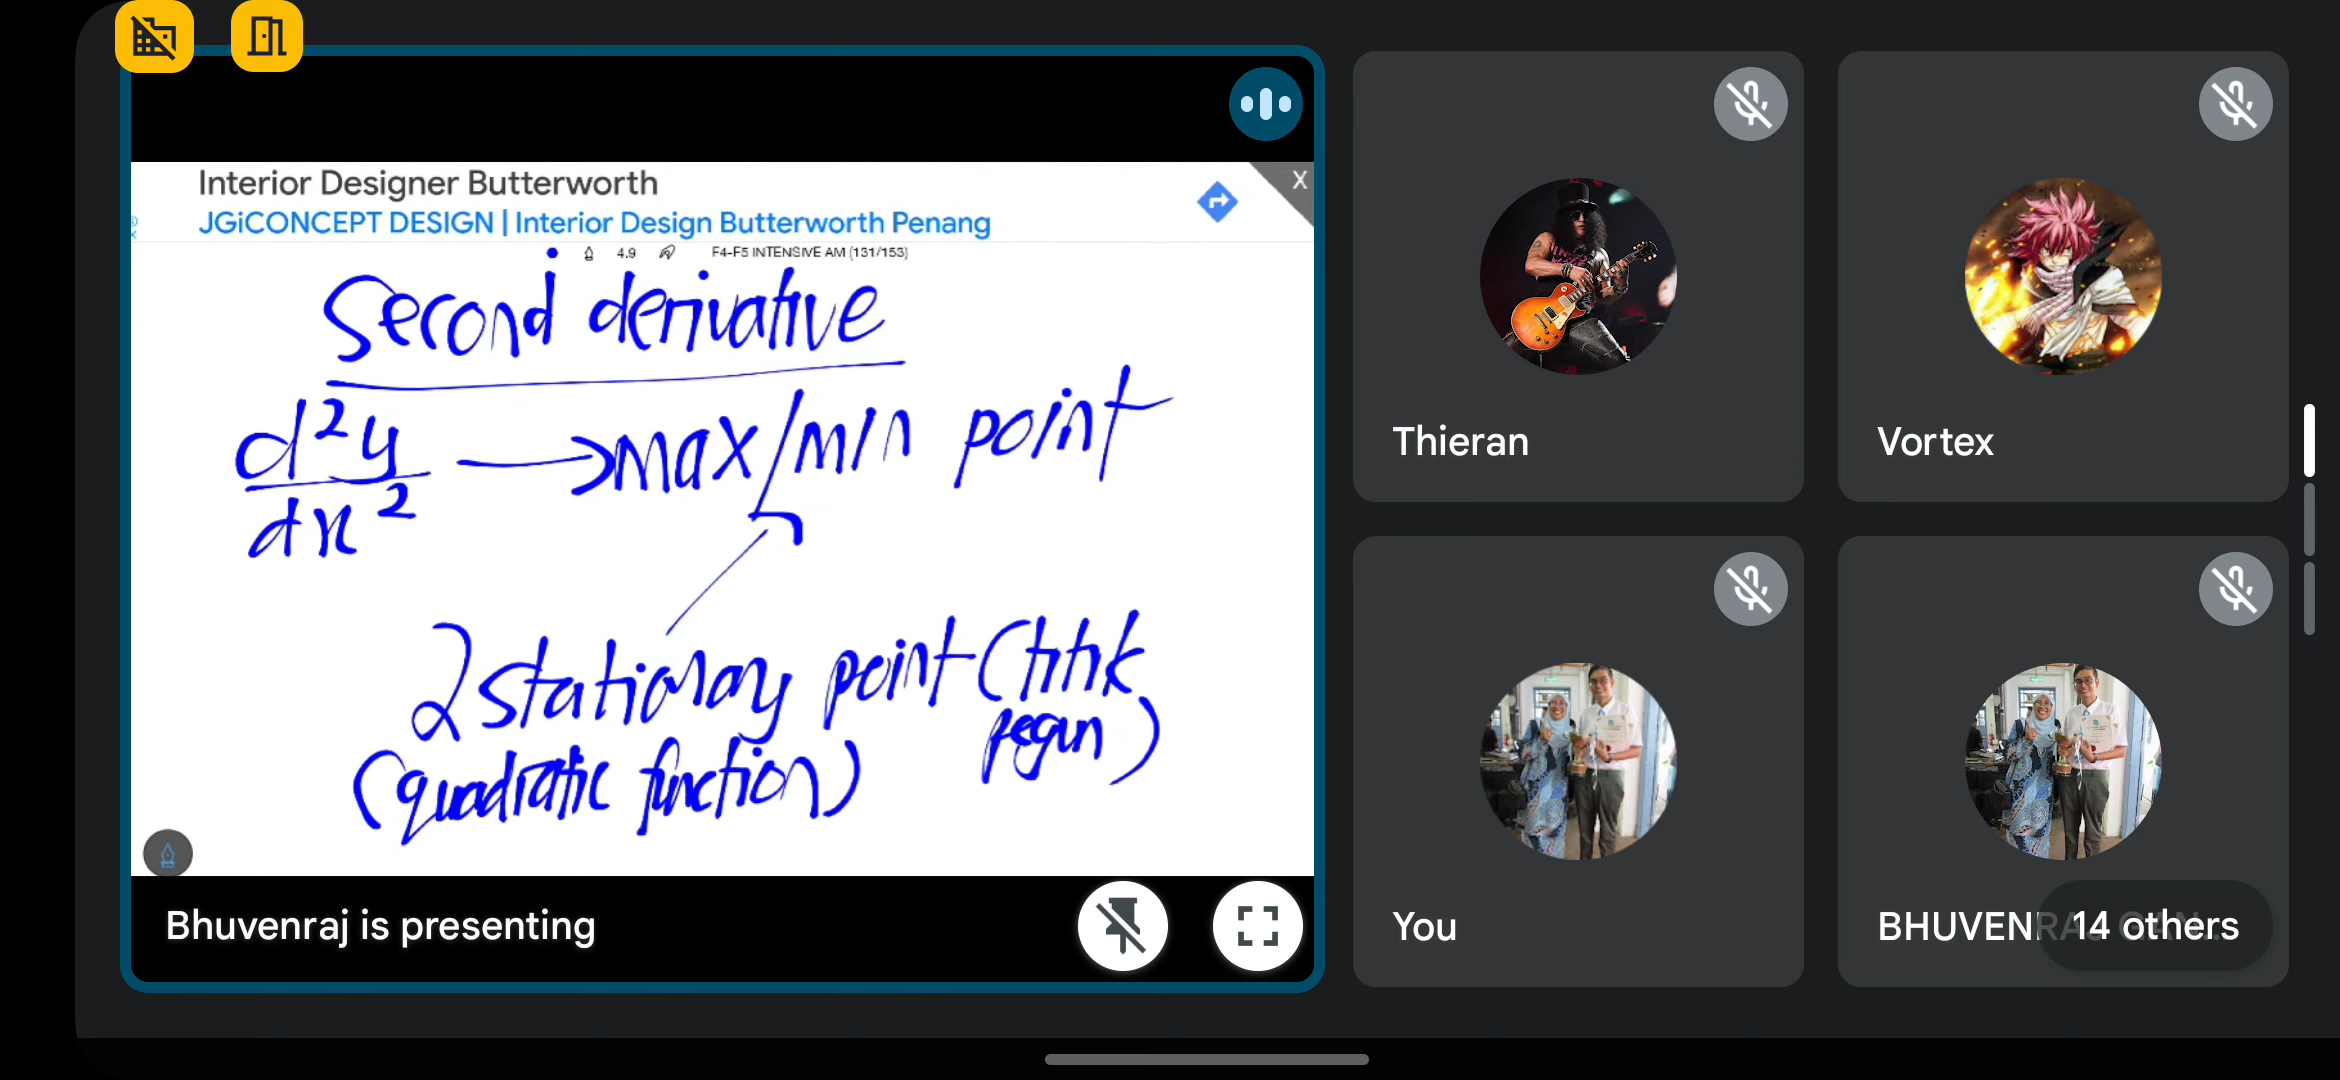 Interior Designer Butterworth
JGiCONCEPT DESIGN | Interior Design Butterworth Penang
X
4.9 F4-F5 INTENSIVE AM (131/153)
Second derivative
d²y/dx² → max/min point
2 stationary point (titik
pegun)
(quadratic function)
Bhuvenraj is presenting
Thieran
Vortex
You
BHUVENRAJ
14 others